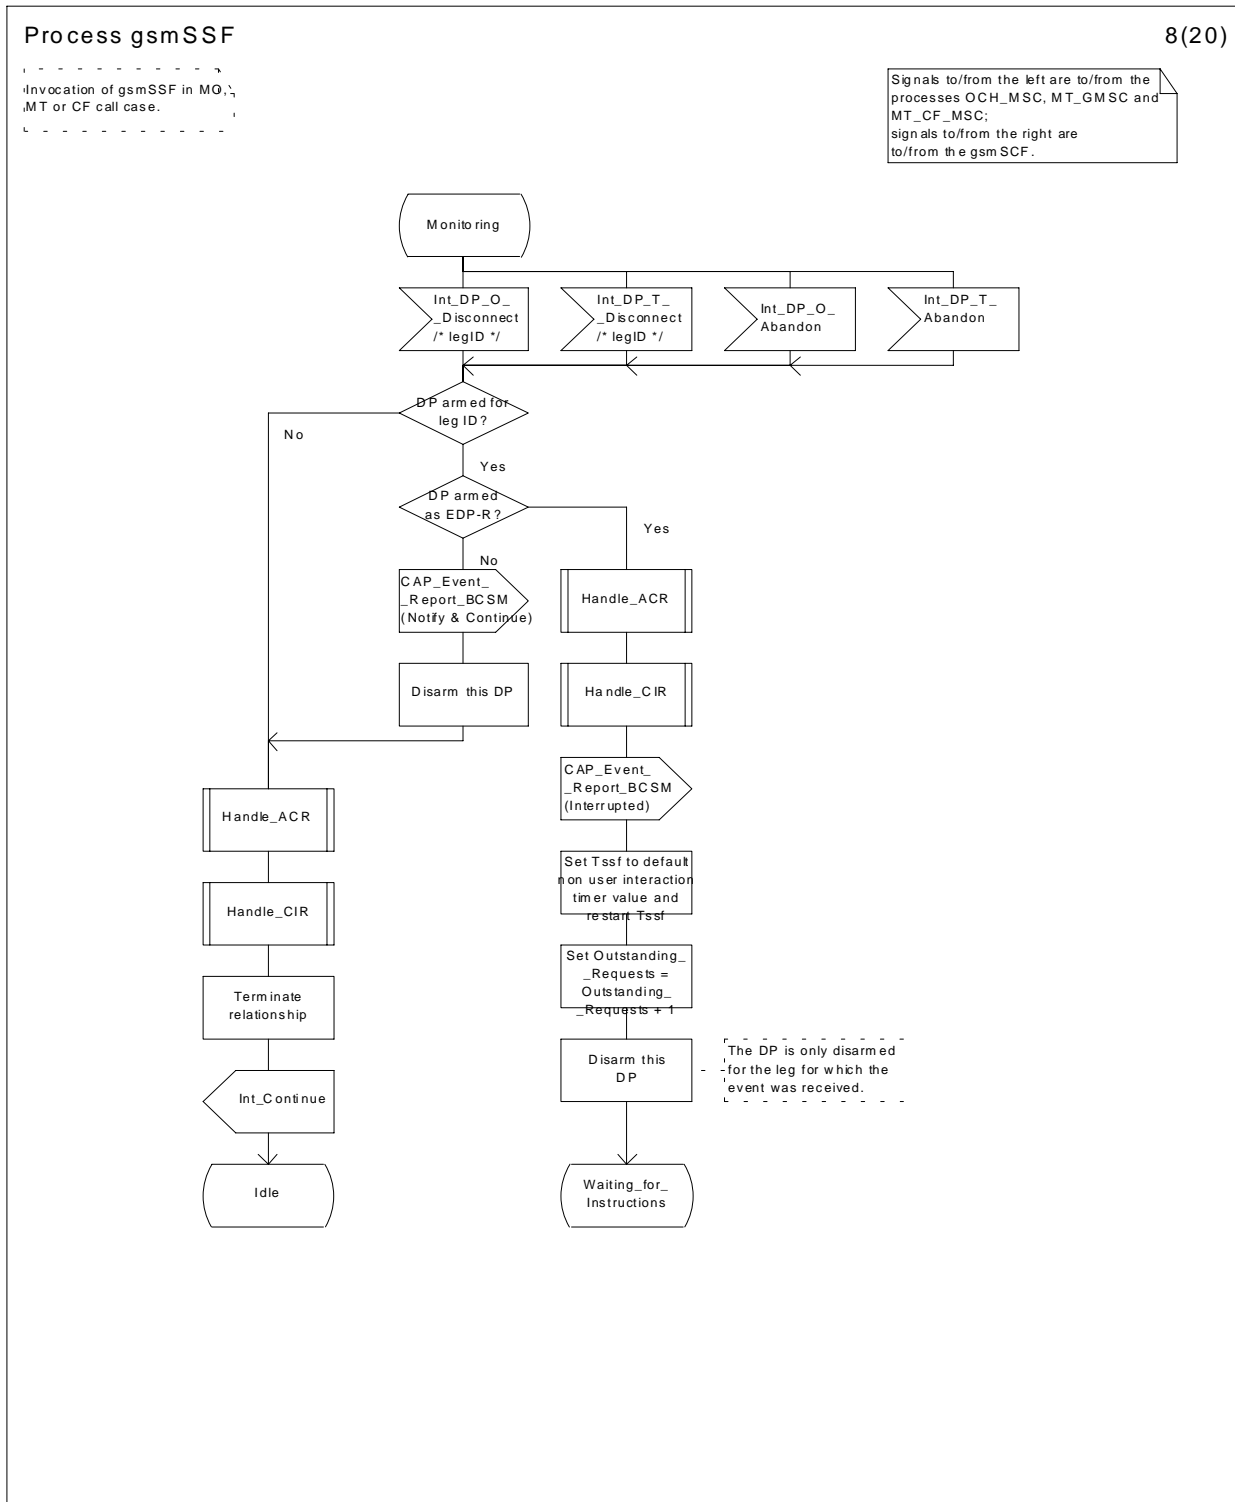 Process gsmSSF
8(20)
Invocation of gsmSSF in MO,
MT or CF call case.
Signals to/from the left are to/from the
processes OCH_MSC, MT_GMSC and
MT_CF_MSC;
signals to/from the right are
to/from the gsmSCF.
Monitoring
Int_DP_O_
_Disconnect
/* legID */
Int_DP_T_
_Disconnect
/* legID */
Int_DP_O_
Abandon
Int_DP_T_
Abandon
DP armed for
leg ID?
No
Yes
DP armed
as EDP-R?
Yes
No
CAP_Event_
_Report_BCSM
(Notify & Continue)
Handle_ACR
Disarm this DP
Handle_CIR
CAP_Event_
_Report_BCSM
(Interrupted)
Handle_ACR
Set Tssf to default
non user interaction
timer value and
restart Tssf
Handle_CIR
Set Outstanding_
_Requests =
Outstanding_
_Requests + 1
Terminate
relationship
Disarm this
DP
The DP is only disarmed
for the leg for which the
event was received.
Int_Continue
Idle
Waiting_for_
Instructions